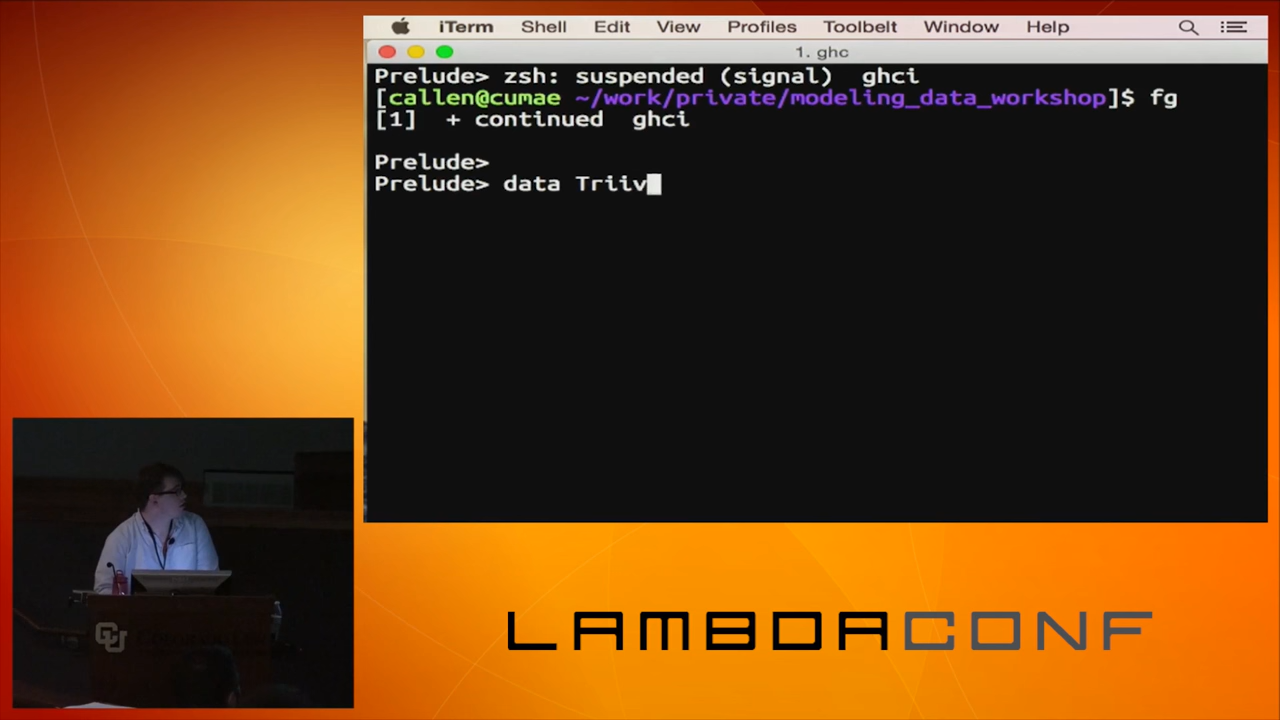 iTerm Shell Edit View Profiles Toolbelt Window Help
1. ghc
Prelude> zsh: suspended (signal)  ghci
[callen@cumae ~/work/private/modeling_data_workshop]$ fg
[1]  + continued  ghci
Prelude>
Prelude> data Triiv
CU
LAMBDACONF